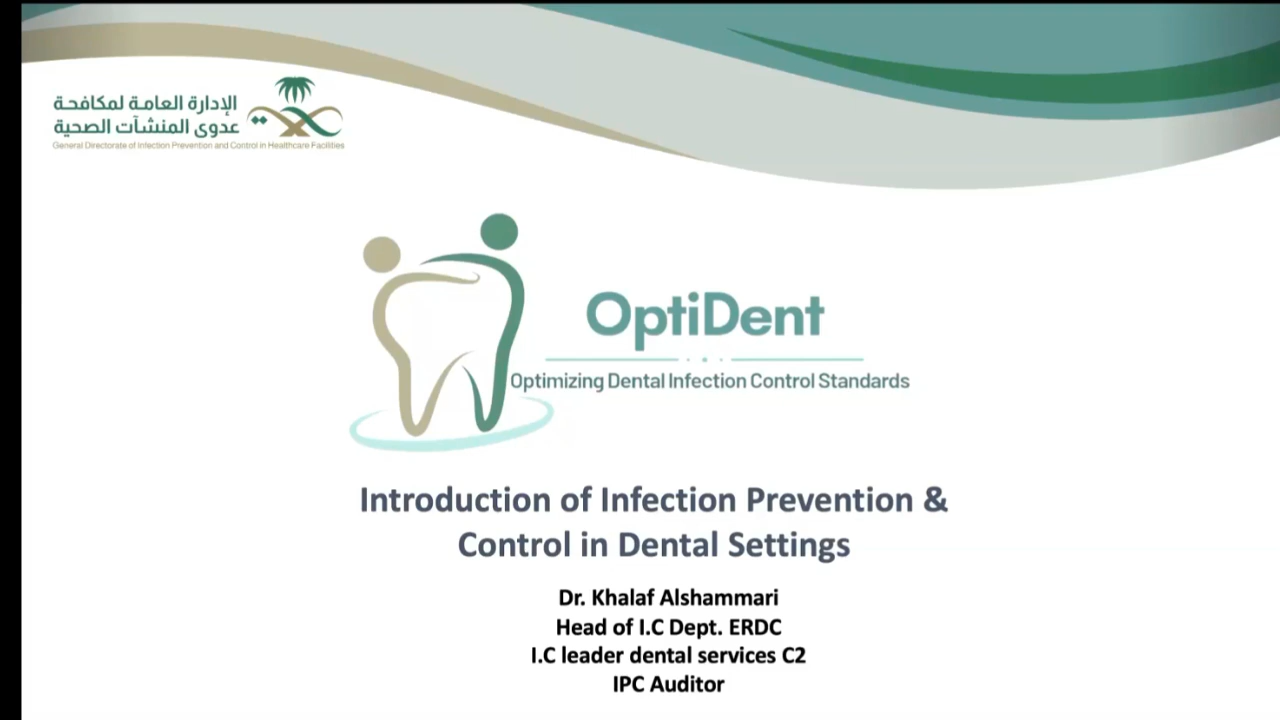 الإدارة العامة لمكافحة
عدوى المنشآت الصحية
General Directorate of Infection Prevention and Control in Healthcare Facilities
OptiDent
Optimizing Dental Infection Control Standards
Introduction of Infection Prevention &
Control in Dental Settings
Dr. Khalaf Alshammari
Head of I.C Dept. ERDC
I.C leader dental services C2
IPC Auditor